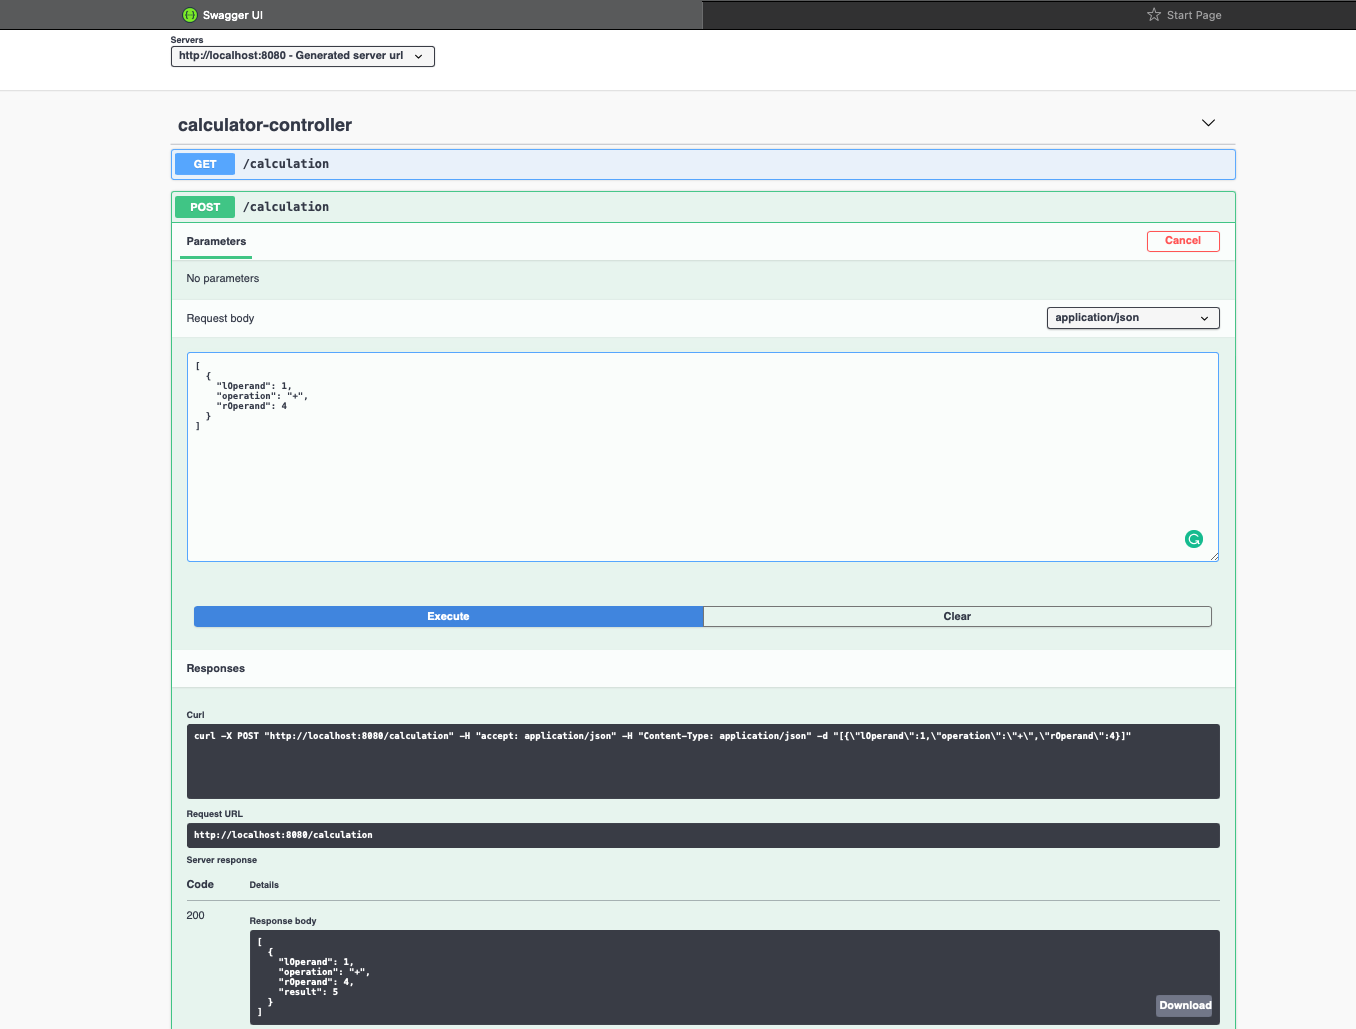 Swagger UI
Start Page
Servers
http://localhost:8080 - Generated server url
calculator-controller
GET /calculation
POST /calculation
Parameters
Cancel
No parameters
Request body
application/json
[
  {
    "lOperand": 1,
    "operation": "+",
    "rOperand": 4
  }
]
Execute
Clear
Responses
Curl
curl -X POST "http://localhost:8080/calculation" -H "accept: application/json" -H "Content-Type: application/json" -d "[{\"lOperand\":1,\"operation\":\"+\",\"rOperand\":4}]"
Request URL
http://localhost:8080/calculation
Server response
Code Details
200
Response body
[
  {
    "lOperand": 1,
    "operation": "+",
    "rOperand": 4,
    "result": 5
  }
]
Download